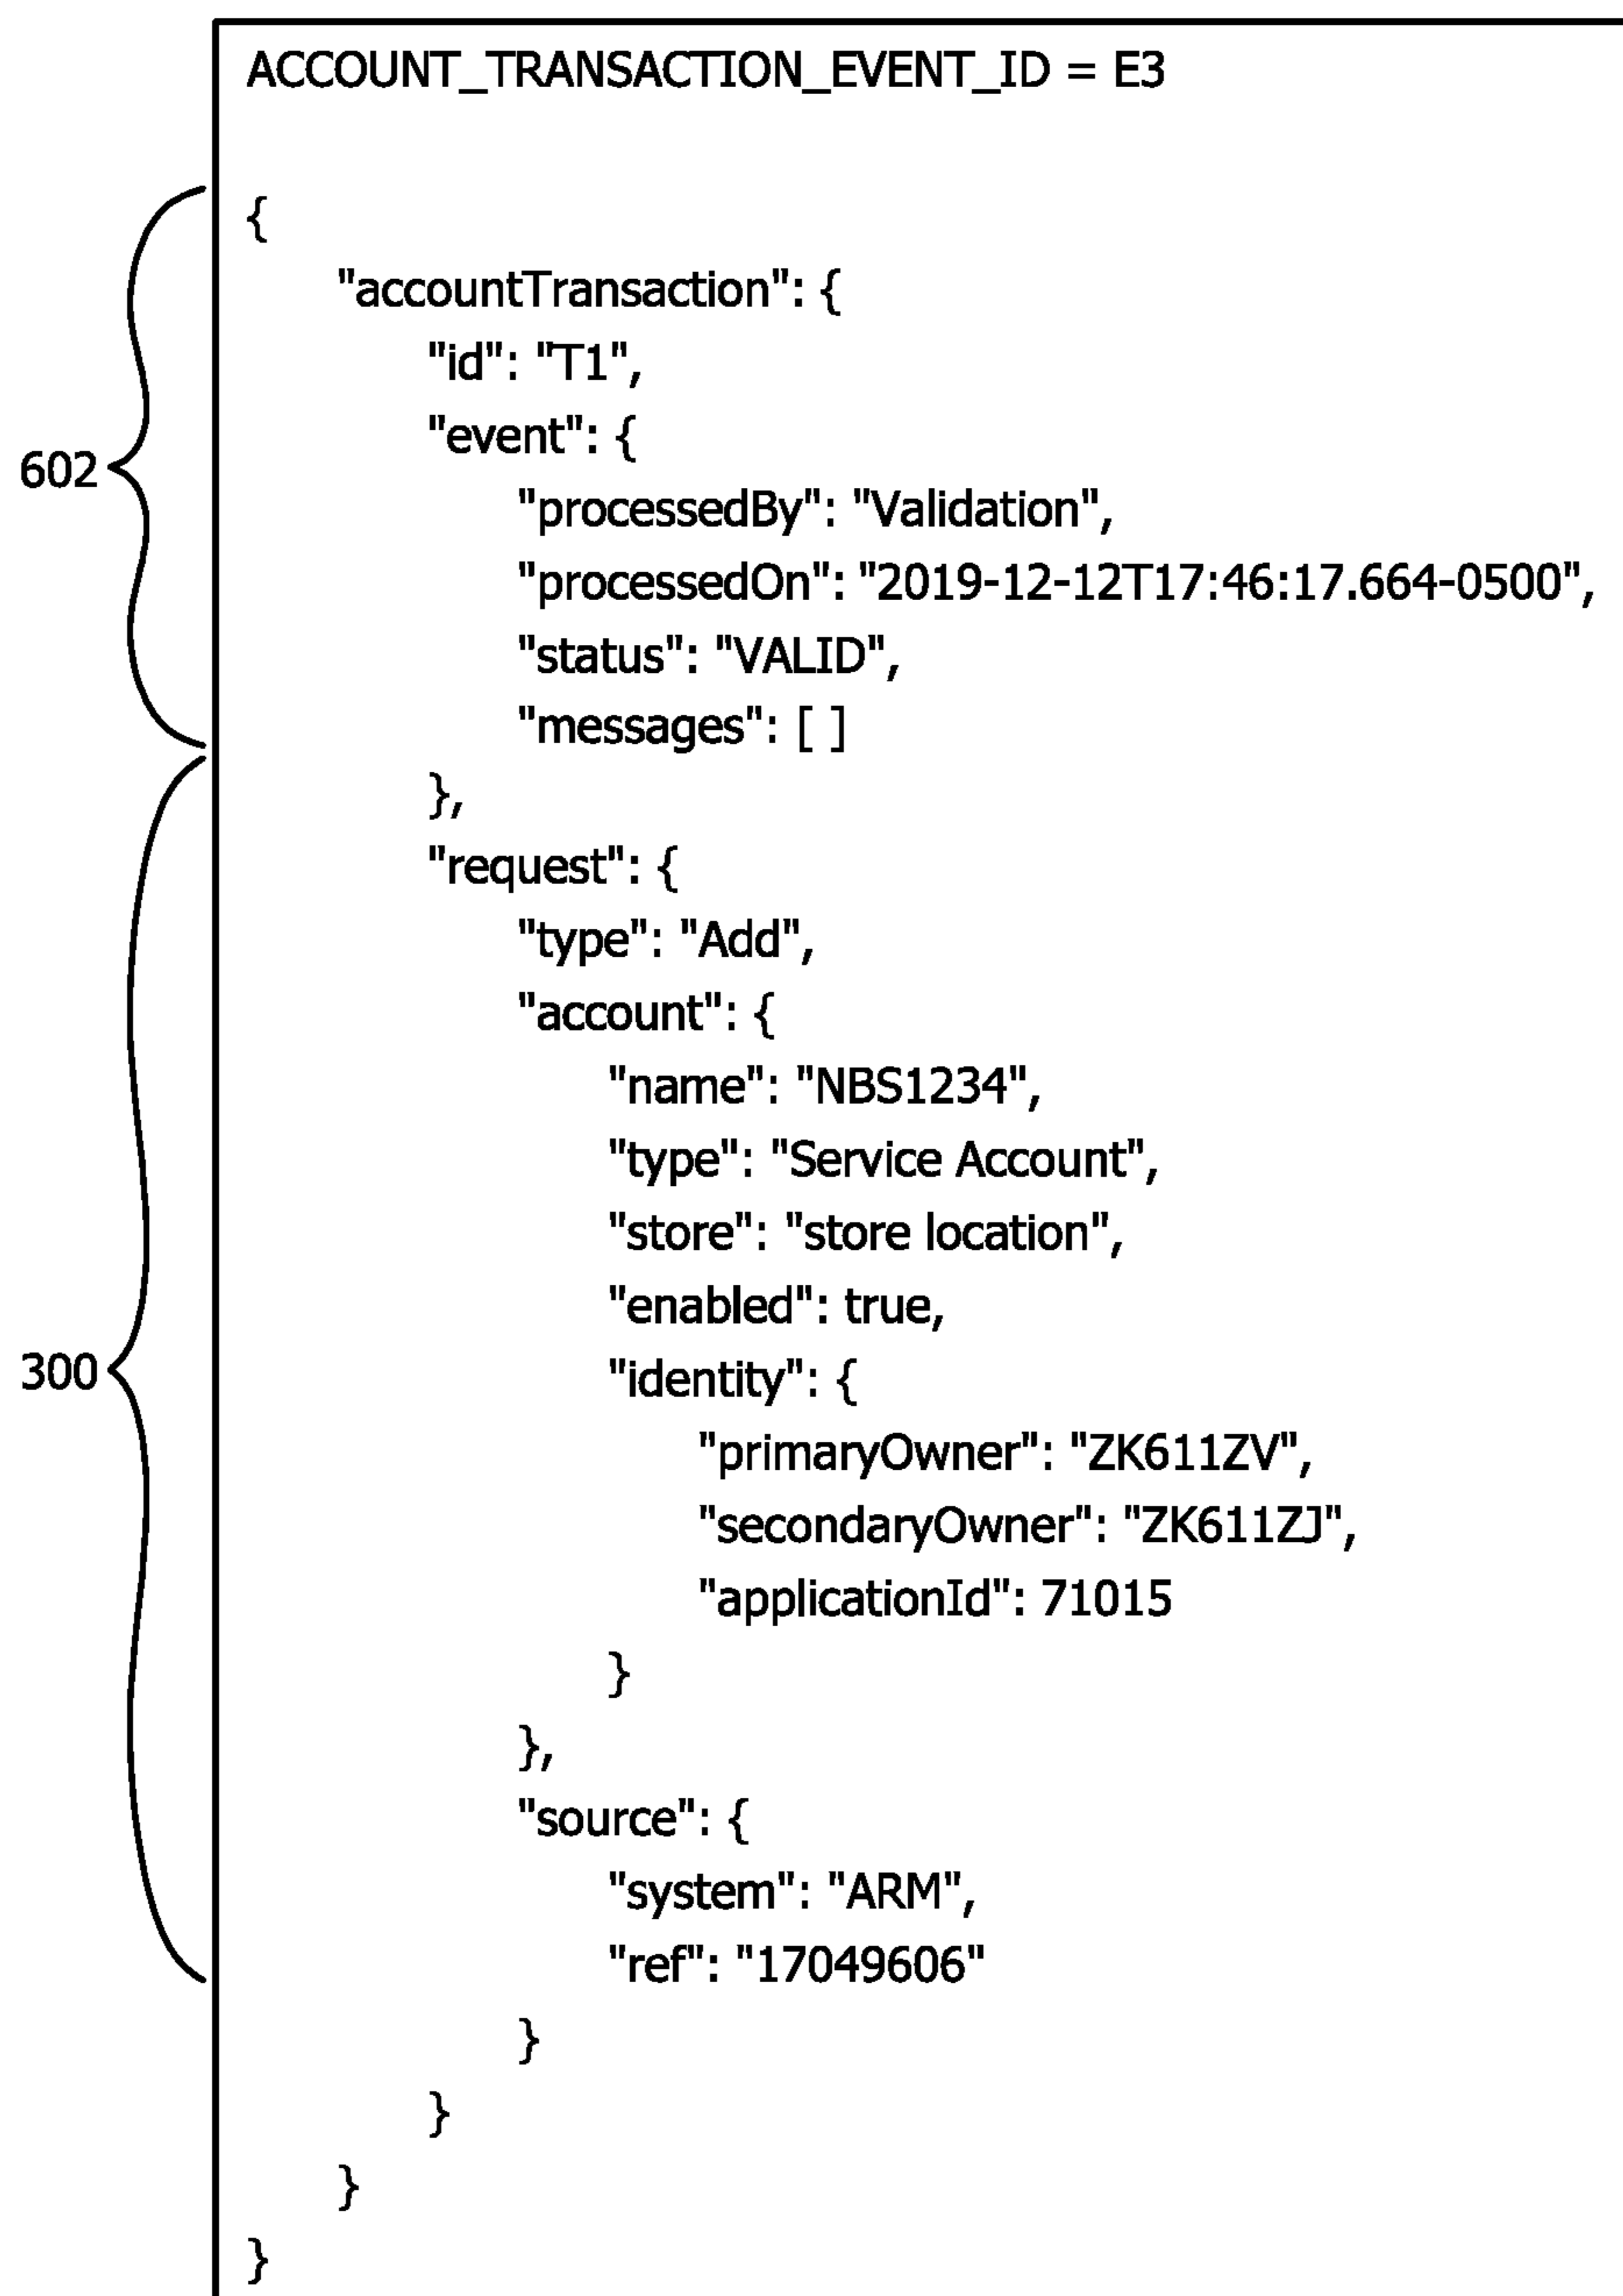 ACCOUNT_TRANSACTION_EVENT_ID = E3
{
"accountTransaction": {
"id": "T1",
"event": {
602
"processedBy": "Validation",
"processedOn": "2019-12-12T17:46:17.664-0500",
"status": "VALID",
"messages": [ ]
},
"request": {
"type": "Add",
"account": {
"name": "NBS1234",
"type": "Service Account",
"store": "store location",
"enabled": true,
300
"identity": {
"primaryOwner": "ZK611ZV",
"secondaryOwner": "ZK611ZJ",
"applicationId": 71015
}
},
"source": {
"system": "ARM",
"ref": "17049606"
}
}
}
}